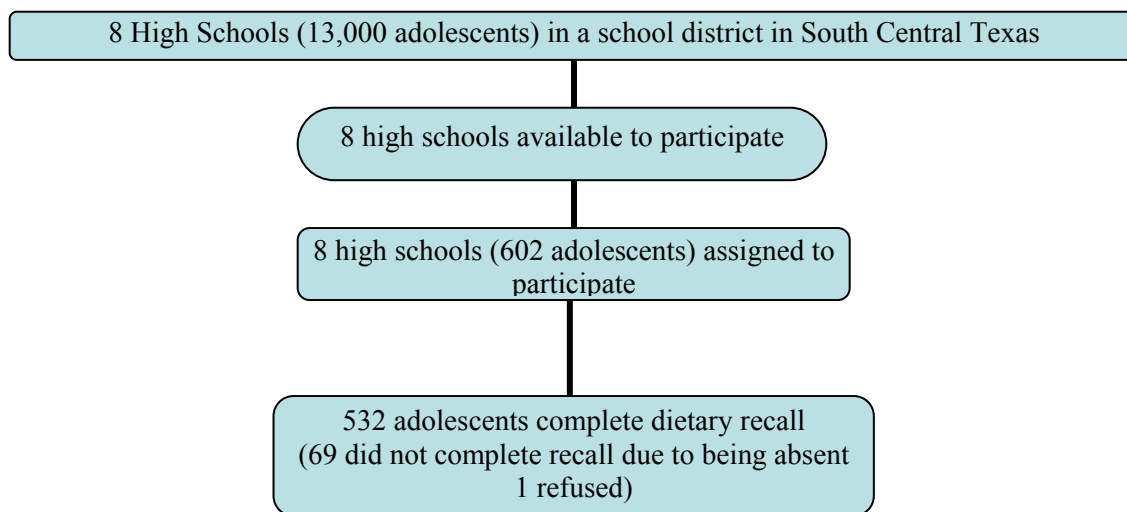 8 High Schools (13,000 adolescents) in a school district in South Central Texas
8 high schools available to participate
8 high schools (602 adolescents) assigned to
participate
532 adolescents complete dietary recall
(69 did not complete recall due to being absent
1 refused)